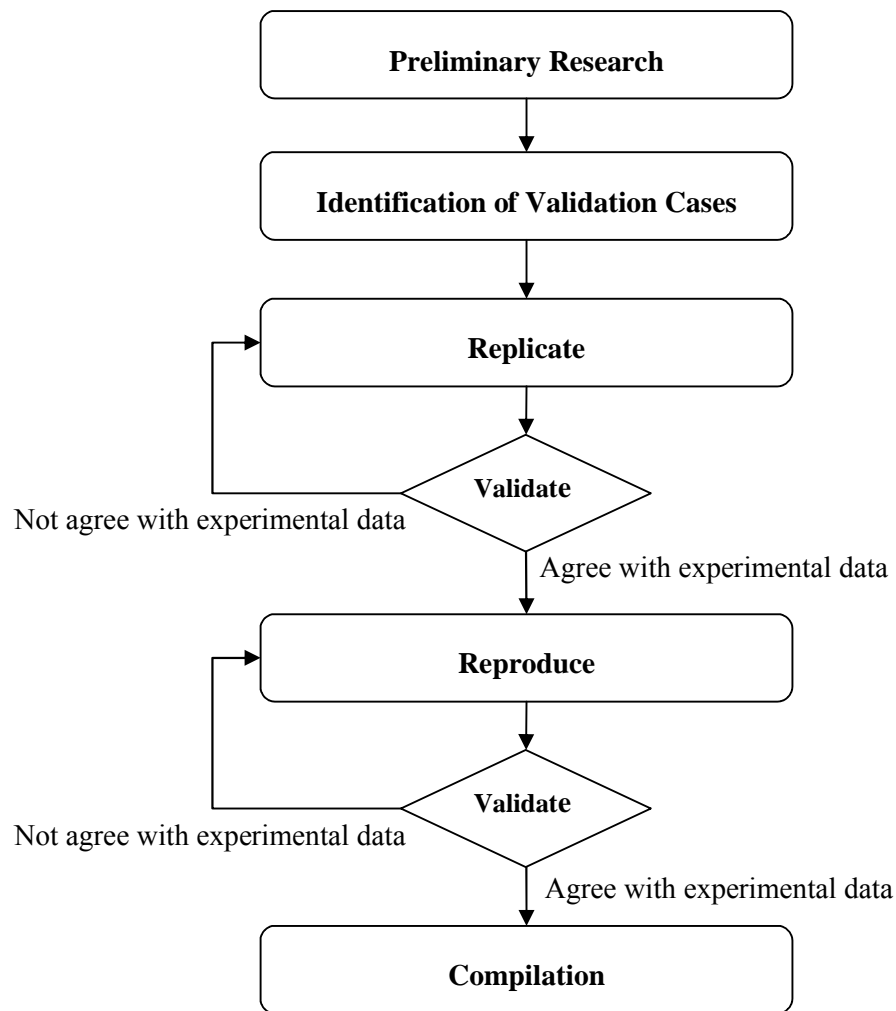 Preliminary Research
Identification of Validation Cases
Replicate
Validate
Not agree with experimental data
Agree with experimental data
Reproduce
Validate
Not agree with experimental data
Agree with experimental data
Compilation